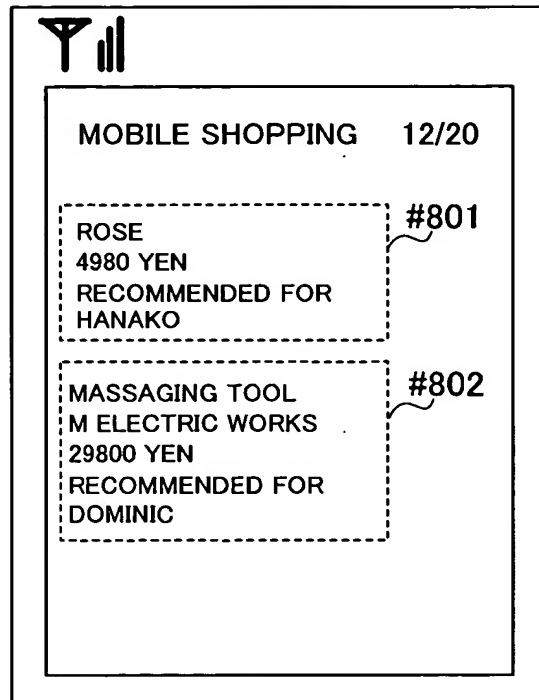 MOBILE SHOPPING 12/20
#801
ROSE
4980 YEN
RECOMMENDED FOR
HANAKO
#802
MASSAGING TOOL
M ELECTRIC WORKS
29800 YEN
RECOMMENDED FOR
DOMINIC